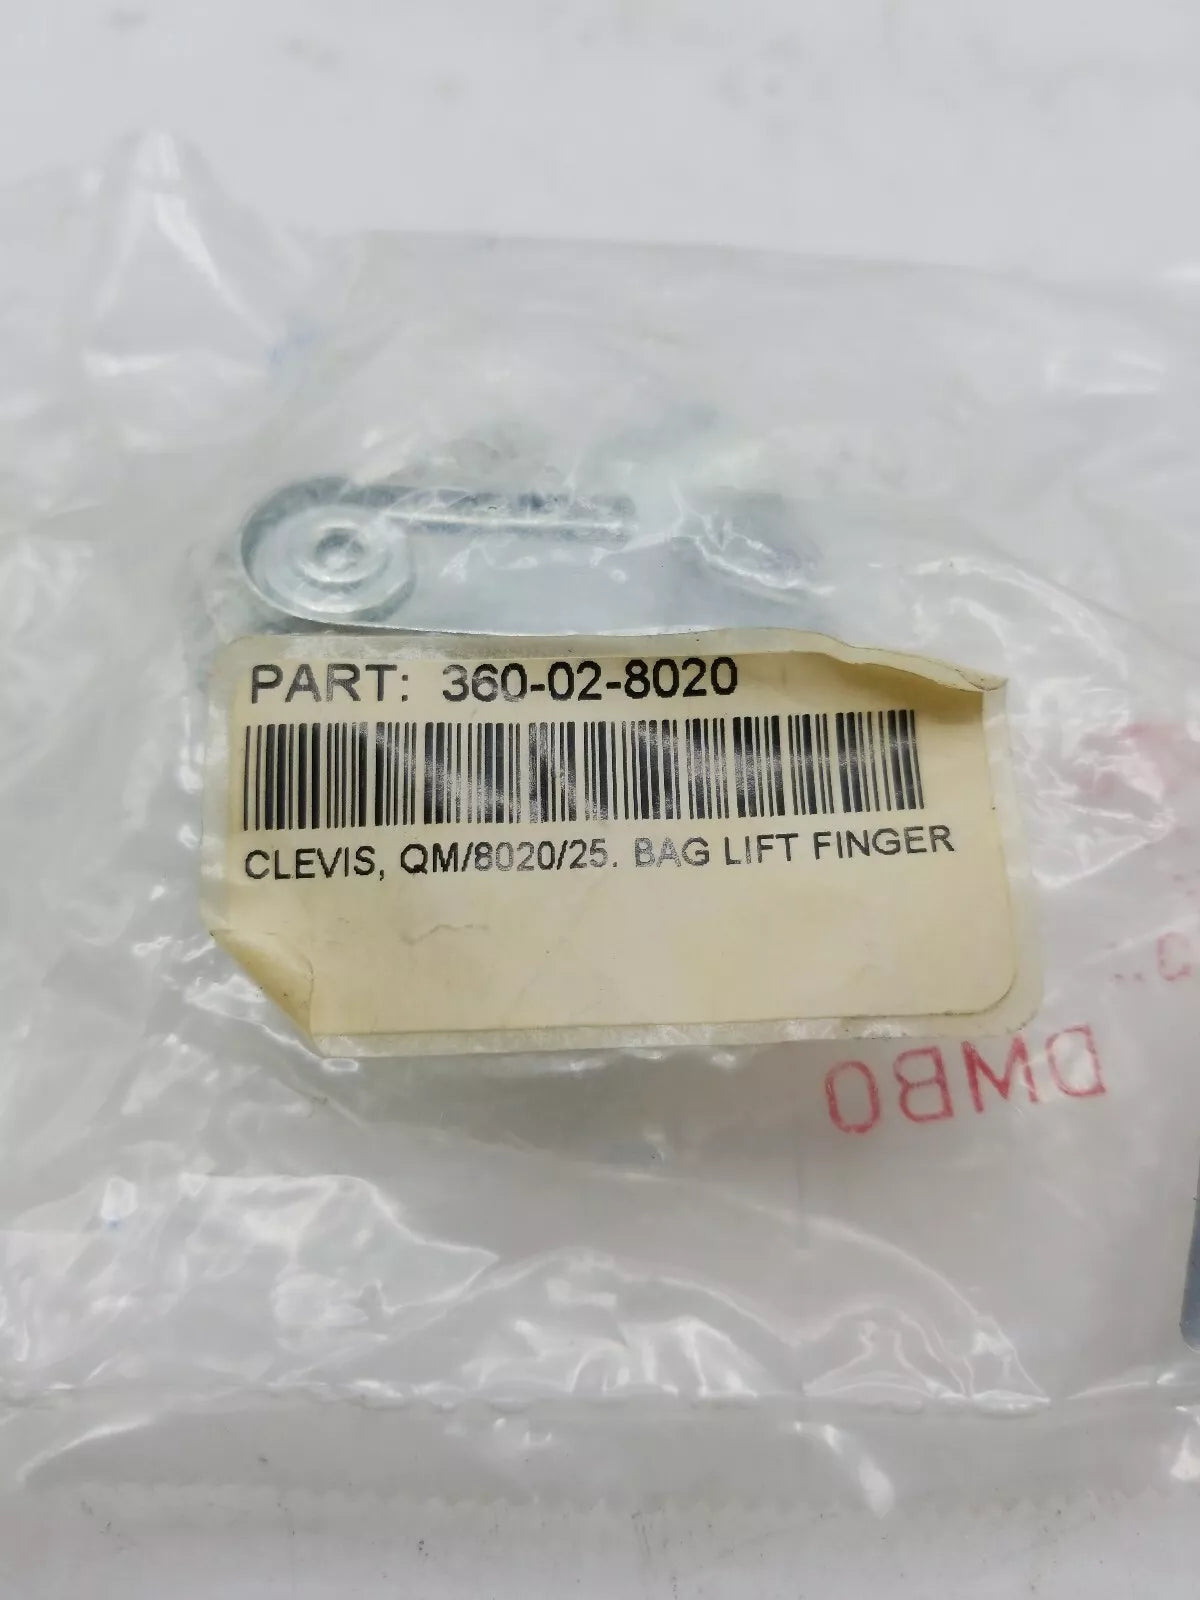 PART: 360-02-8020
CLEVIS, QM/8020/25. BAG LIFT FINGER
DMBO